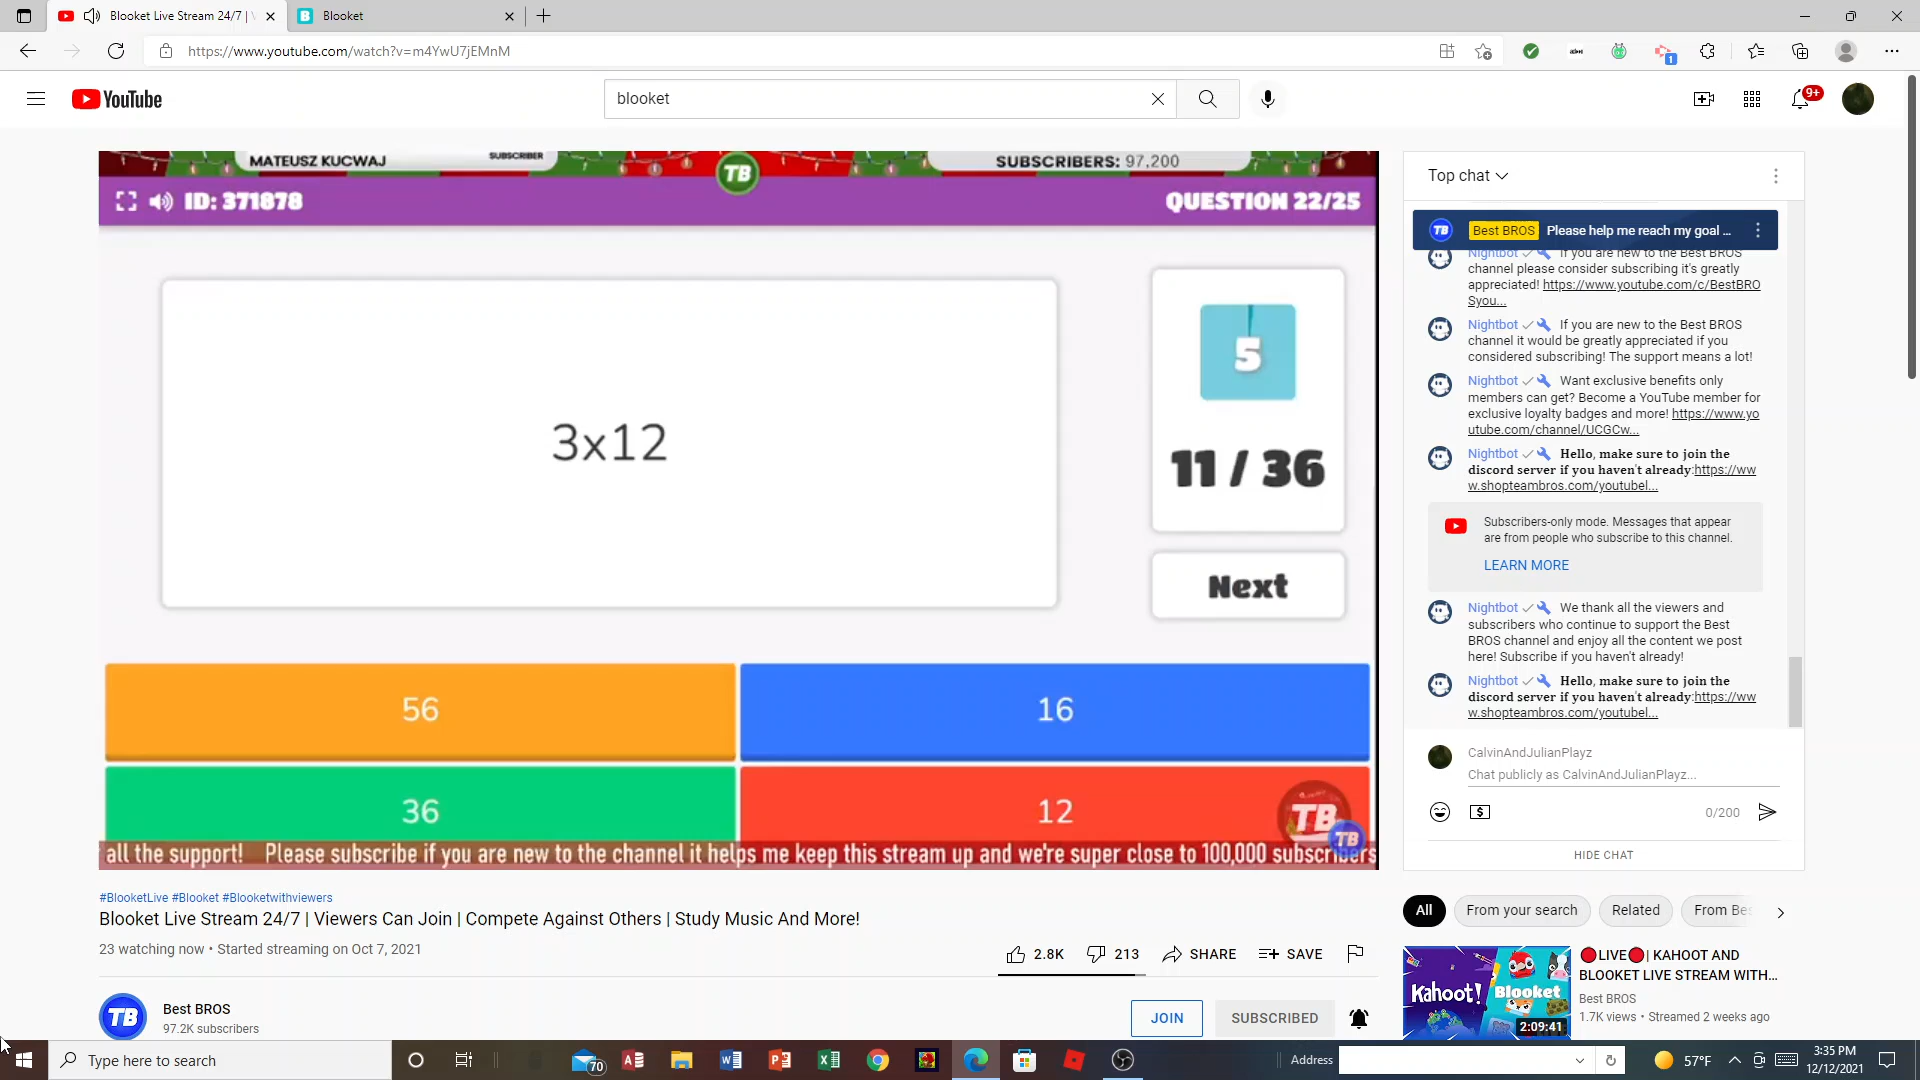 Blooket Live Stream 24/7 | V
Blooket
https://www.youtube.com/watch?v=m4YwU7jEMnM
1
YouTube
blooket
9+
MATEUSZ KUCWAJ
SUBSCRIBER
TB
SUBSCRIBERS: 97,200
ID: 371878
QUESTION 22/25
3x12
5
11 / 36
Next
56
16
36
12
TB
TB
all the support! Please subscribe if you are new to the channel it helps me keep this stream up and we're super close to 100,000 subscribers
Top chat
TB Best BROS Please help me reach my goal ...
Nightbot If you are new to the Best BROS
channel please consider subscribing it's greatly
appreciated! https://www.youtube.com/c/BestBRO
Syou...
Nightbot If you are new to the Best BROS
channel it would be greatly appreciated if you
considered subscribing! The support means a lot!
Nightbot Want exclusive benefits only
members can get? Become a YouTube member for
exclusive loyalty badges and more! https://www.yo
utube.com/channel/UCGCw...
Nightbot Hello, make sure to join the
discord server if you haven't already:https://ww
w.shopteambros.com/youtubel...
Subscribers-only mode. Messages that appear
are from people who subscribe to this channel.
LEARN MORE
Nightbot We thank all the viewers and
subscribers who continue to support the Best
BROS channel and enjoy all the content we post
here! Subscribe if you haven't already!
Nightbot Hello, make sure to join the
discord server if you haven't already:https://ww
w.shopteambros.com/youtubel...
CalvinAndJulianPlayz
Chat publicly as CalvinAndJulianPlayz...
0/200
HIDE CHAT
#BlooketLive #Blooket #Blooketwithviewers
Blooket Live Stream 24/7 | Viewers Can Join | Compete Against Others | Study Music And More!
23 watching now • Started streaming on Oct 7, 2021
2.8K
213
SHARE
SAVE
TB
Best BROS
97.2K subscribers
JOIN
SUBSCRIBED
All
From your search
Related
From Bes
Kahoot!
Blooket
2:09:41
🔴LIVE🔴| KAHOOT AND
BLOOKET LIVE STREAM WITH...
Best BROS
1.7K views • Streamed 2 weeks ago
Type here to search
70
Address
57°F
3:35 PM
12/12/2021